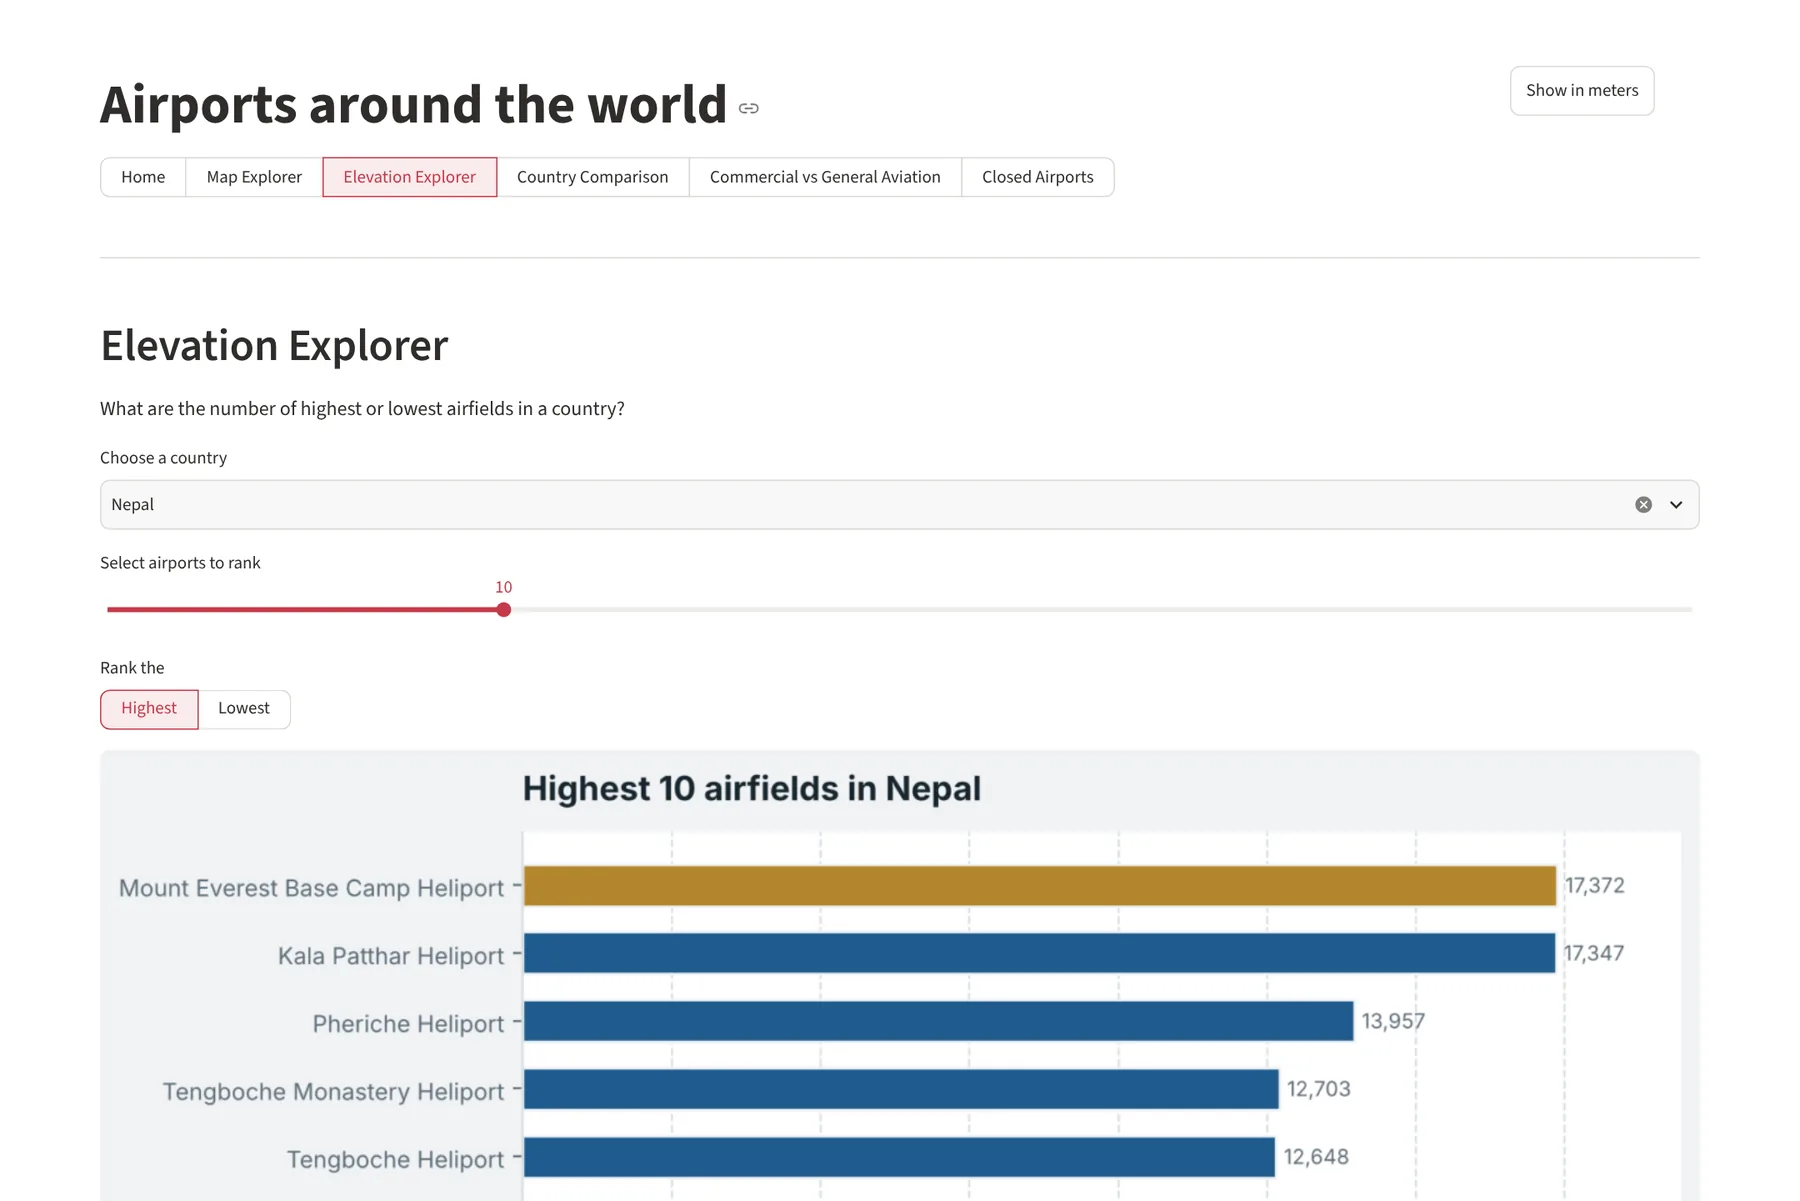 Airports around the world
Show in meters
Home Map Explorer Elevation Explorer Country Comparison Commercial vs General Aviation Closed Airports
Elevation Explorer
What are the number of highest or lowest airfields in a country?
Choose a country
Nepal
Select airports to rank
10
Rank the
Highest Lowest
Highest 10 airfields in Nepal
Mount Everest Base Camp Heliport 17,372
Kala Patthar Heliport 17,347
Pheriche Heliport 13,957
Tengboche Monastery Heliport 12,703
Tengboche Heliport 12,648